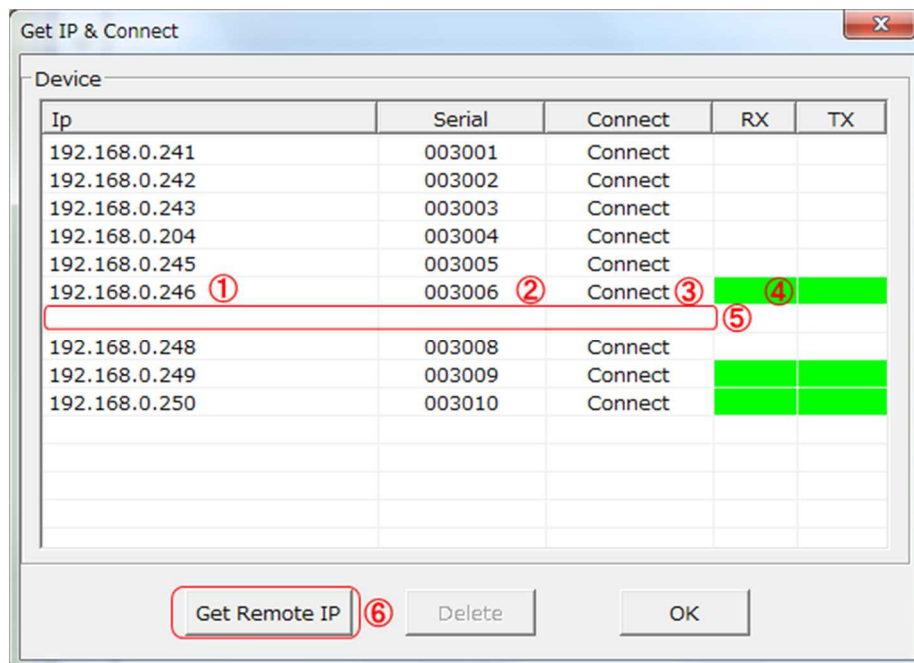 Get IP & Connect
Device
Ip Serial Connect RX TX
192.168.0.241 003001 Connect
192.168.0.242 003002 Connect
192.168.0.243 003003 Connect
192.168.0.204 003004 Connect
192.168.0.245 003005 Connect
192.168.0.246 ① 003006 ② Connect ③ ④
⑤
192.168.0.248 003008 Connect
192.168.0.249 003009 Connect
192.168.0.250 003010 Connect
Get Remote IP ⑥ Delete OK